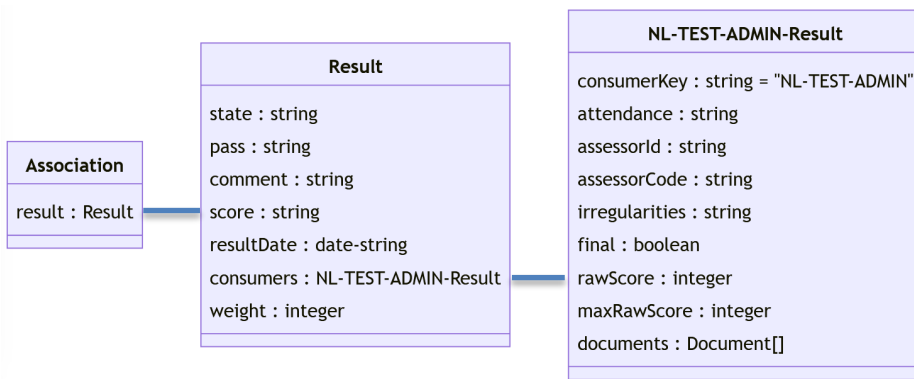 Association
result : Result
Result
state : string
pass : string
comment : string
score : string
resultDate : date-string
consumers : NL-TEST-ADMIN-Result
weight : integer
NL-TEST-ADMIN-Result
consumerKey : string = "NL-TEST-ADMIN"
attendance : string
assessorId : string
assessorCode : string
irregularities : string
final : boolean
rawScore : integer
maxRawScore : integer
documents : Document[]